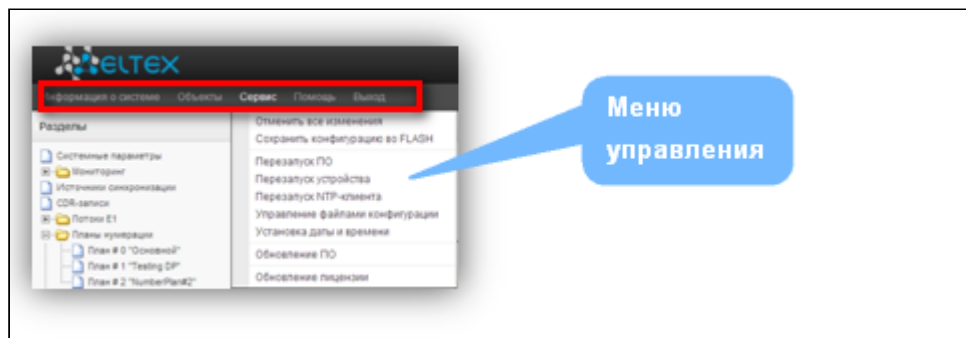 ELTEX
Информация о системе Объекты Сервис Помощь Выход
Разделы
Системные параметры
Мониторинг
Источники синхронизации
CDR-записи
Потоки E1
Планы нумерации
План # 0 "Основной"
План # 1 "Testing DP"
План # 2 "NumberPlan#2"
Отменить все изменения
Сохранить конфигурацию во FLASH
Перезапуск ПО
Перезапуск устройства
Перезапуск NTP-клиента
Управление файлами конфигурации
Установка даты и времени
Обновление ПО
Обновление лицензии
Меню
управления